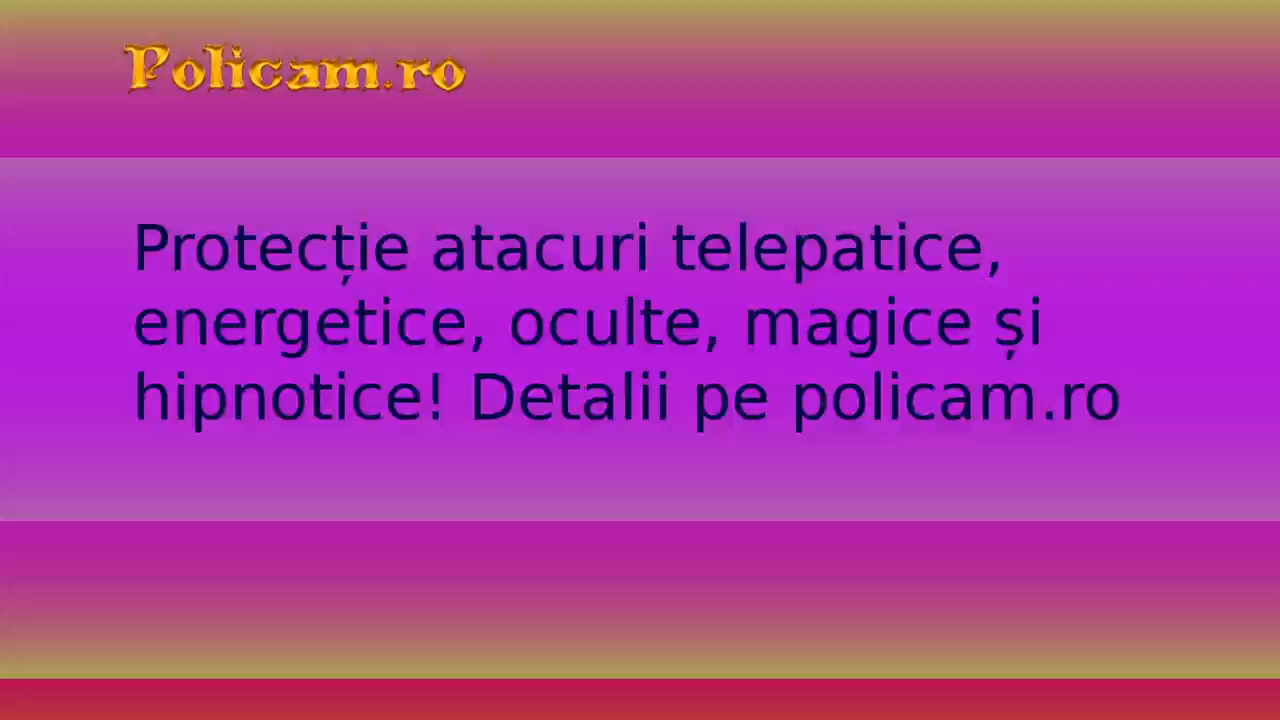 Policam.ro
Protecție atacuri telepatice,
energetice, oculte, magice și
hipnotice! Detalii pe policam.ro